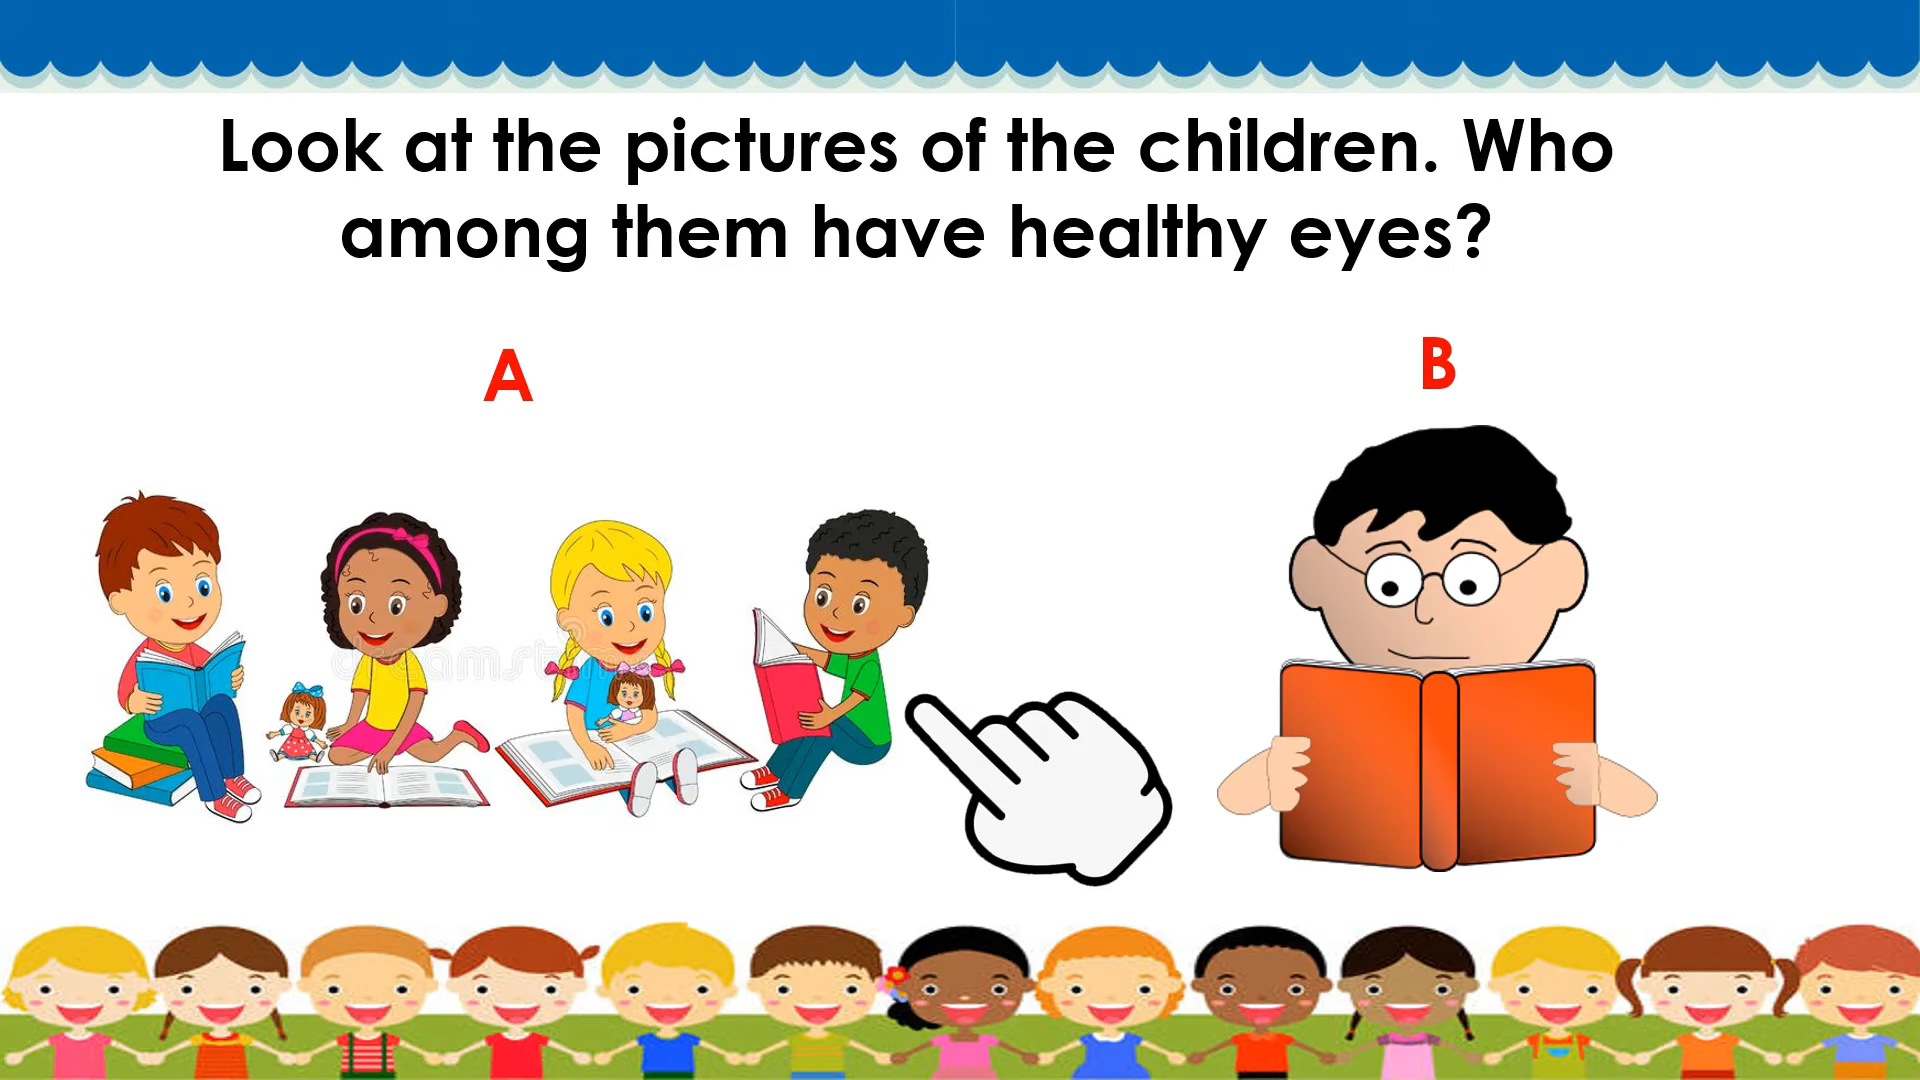 Look at the pictures of the children. Who
among them have healthy eyes?
A
B